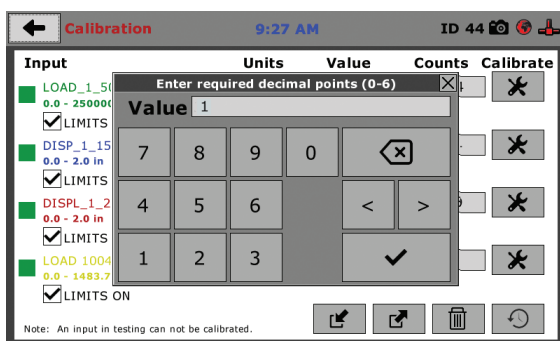 Calibration 9:27 AM ID 44
Input Units Value Counts Calibrate
Enter required decimal points (0-6)
Value 1
LOAD_1_5
0.0 - 25000
LIMITS
DISP_1_15
0.0 - 2.0 in
LIMITS
DISPL_1_2
0.0 - 2.0 in
LIMITS
LOAD 1004
0.0 - 1483.7
LIMITS ON
7 8 9 0
4 5 6 < >
1 2 3
Note: An input in testing can not be calibrated.